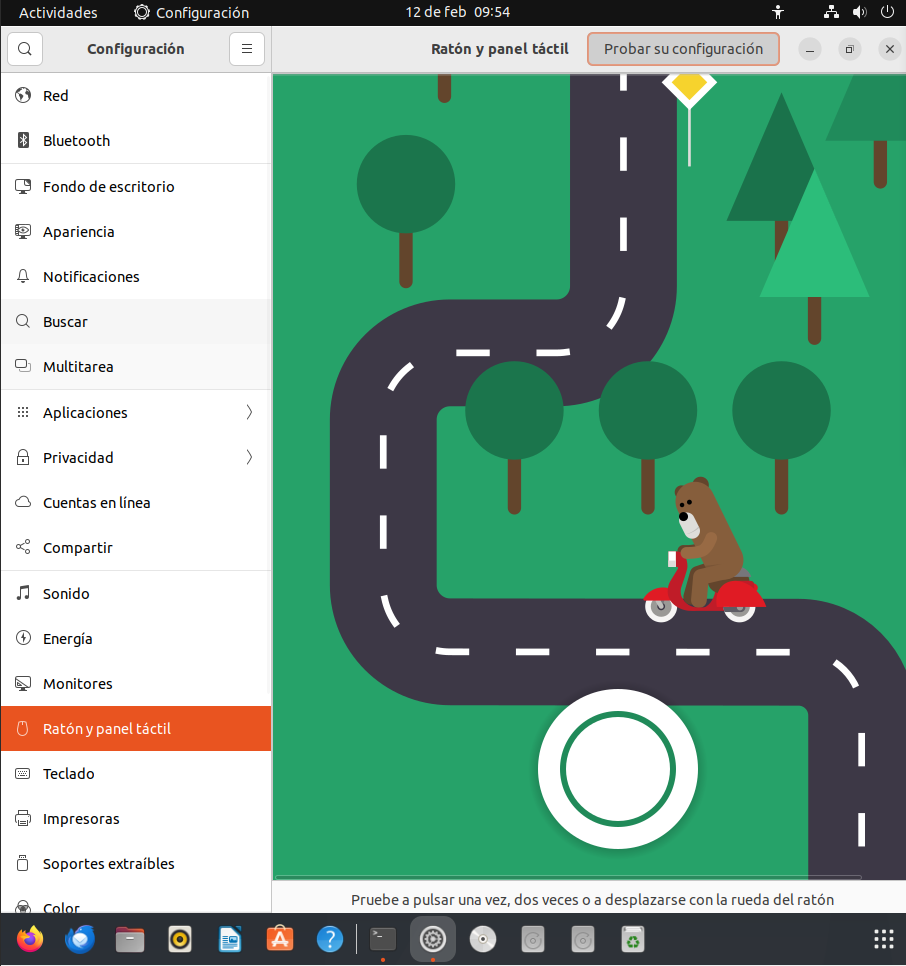 Actividades
Configuración
12 de feb 09:54
Configuración
Ratón y panel táctil
Probar su configuración
Red
Bluetooth
Fondo de escritorio
Apariencia
Notificaciones
Buscar
Multitarea
Aplicaciones
Privacidad
Cuentas en línea
Compartir
Sonido
Energía
Monitores
Ratón y panel táctil
Teclado
Impresoras
Soportes extraíbles
Color
Pruebe a pulsar una vez, dos veces o a desplazarse con la rueda del ratón